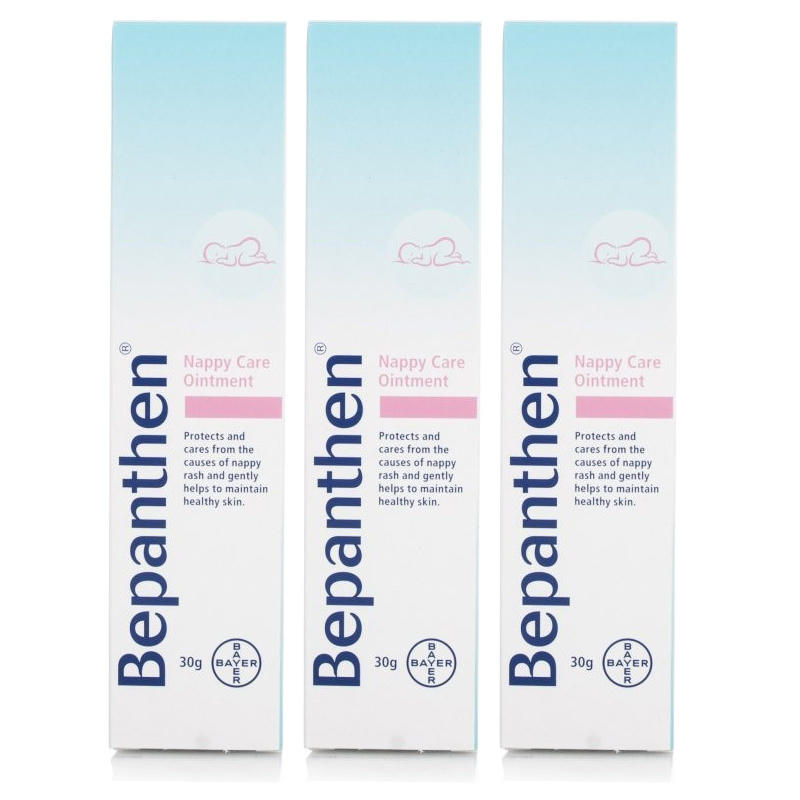 Bepanthen®
Nappy Care
Ointment
Protects and
cares from the
causes of nappy
rash and gently
helps to maintain
healthy skin.
30g
BAYER
BAYER
Bepanthen®
Nappy Care
Ointment
Protects and
cares from the
causes of nappy
rash and gently
helps to maintain
healthy skin.
30g
BAYER
BAYER
Bepanthen®
Nappy Care
Ointment
Protects and
cares from the
causes of nappy
rash and gently
helps to maintain
healthy skin.
30g
BAYER
BAYER